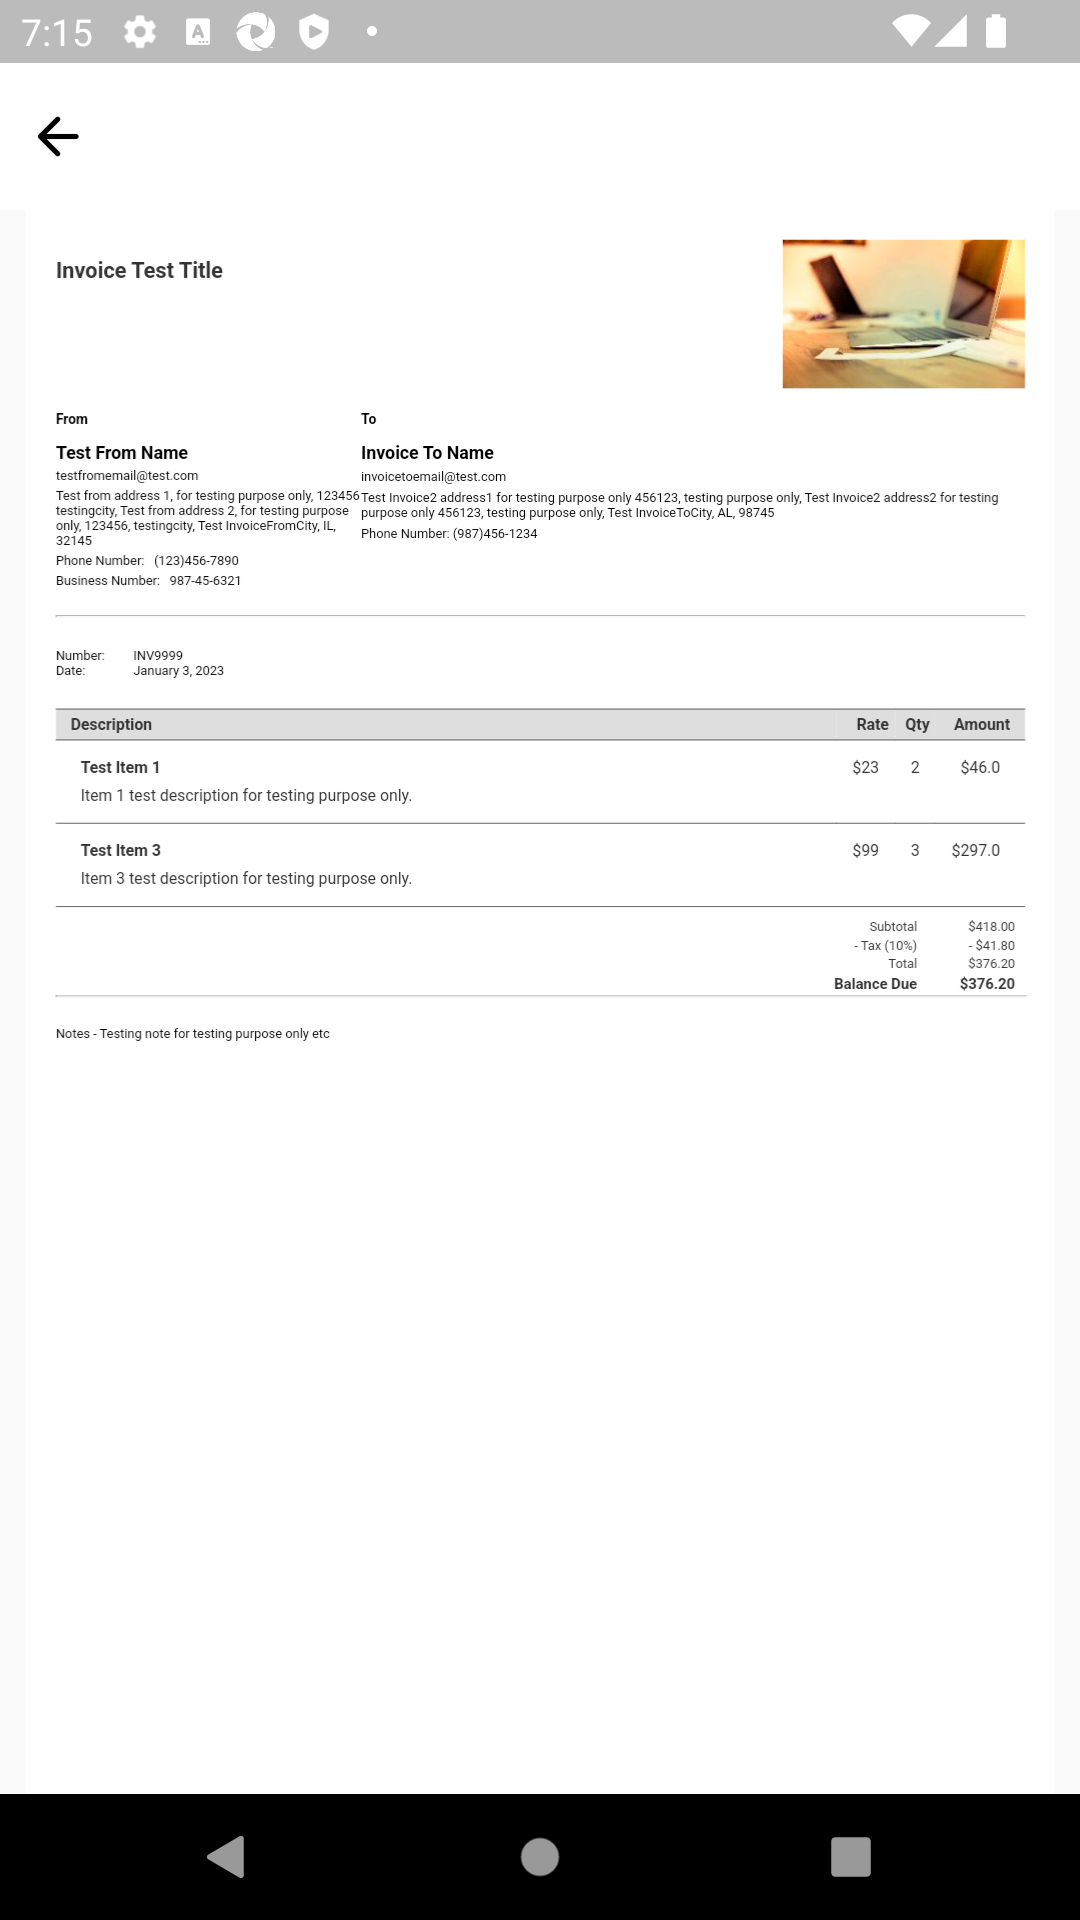 7:15
Invoice Test Title
From
To
Test From Name
testfromemail@test.com
Test from address 1, for testing purpose only, 123456
testingcity, Test from address 2, for testing purpose
only, 123456, testingcity, Test InvoiceFromCity, IL,
32145
Phone Number: (123)456-7890
Business Number: 987-45-6321
Invoice To Name
invoicetoemail@test.com
Test Invoice2 address1 for testing purpose only 456123, testing purpose only, Test Invoice2 address2 for testing
purpose only 456123, testing purpose only, Test InvoiceToCity, AL, 98745
Phone Number: (987)456-1234
Number: INV9999
Date: January 3, 2023
Description Rate Qty Amount
Test Item 1 $23 2 $46.0
Item 1 test description for testing purpose only.
Test Item 3 $99 3 $297.0
Item 3 test description for testing purpose only.
Subtotal $418.00
- Tax (10%) - $41.80
Total $376.20
Balance Due $376.20
Notes - Testing note for testing purpose only etc